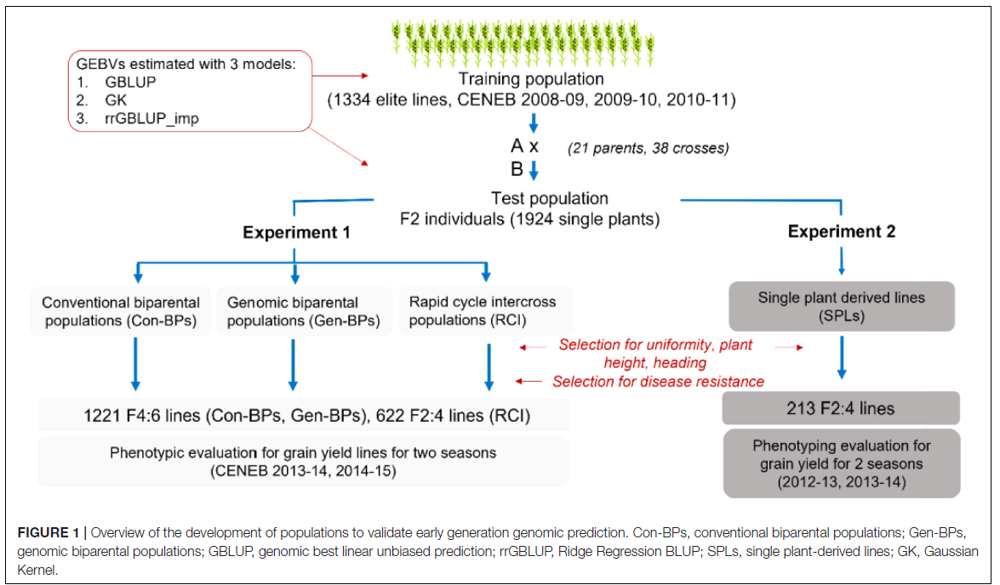 GEBVs estimated with 3 models:
1. GBLUP
2. GK
3. rrGBLUP_imp
Training population
(1334 elite lines, CENEB 2008-09, 2009-10, 2010-11)
A x
B
(21 parents, 38 crosses)
Test population
F2 individuals (1924 single plants)
Experiment 1
Experiment 2
Conventional biparental
populations (Con-BPs)
Genomic biparental
populations (Gen-BPs)
Rapid cycle intercross
populations (RCI)
Single plant derived lines
(SPLs)
Selection for uniformity, plant
height, heading
Selection for disease resistance
1221 F4:6 lines (Con-BPs, Gen-BPs), 622 F2:4 lines (RCI)
Phenotypic evaluation for grain yield lines for two seasons
(CENEB 2013-14, 2014-15)
213 F2:4 lines
Phenotyping evaluation for
grain yield for 2 seasons
(2012-13, 2013-14)
FIGURE 1 | Overview of the development of populations to validate early generation genomic prediction. Con-BPs, conventional biparental populations; Gen-BPs,
genomic biparental populations; GBLUP, genomic best linear unbiased prediction; rrGBLUP, Ridge Regression BLUP; SPLs, single plant-derived lines; GK, Gaussian
Kernel.